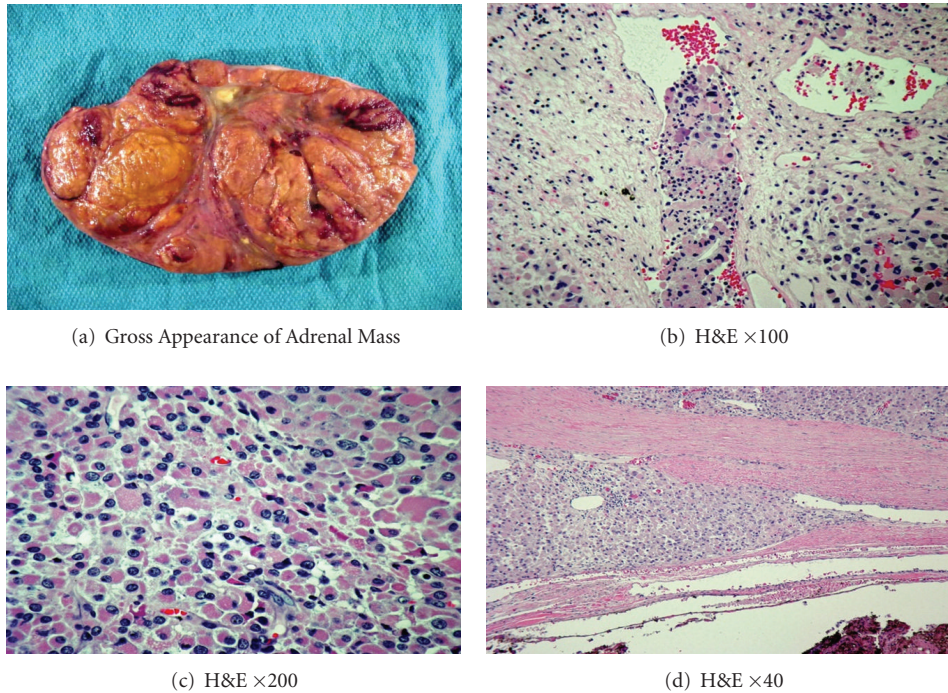 (a) Gross Appearance of Adrenal Mass
(b) H&E ×100
(c) H&E ×200
(d) H&E ×40